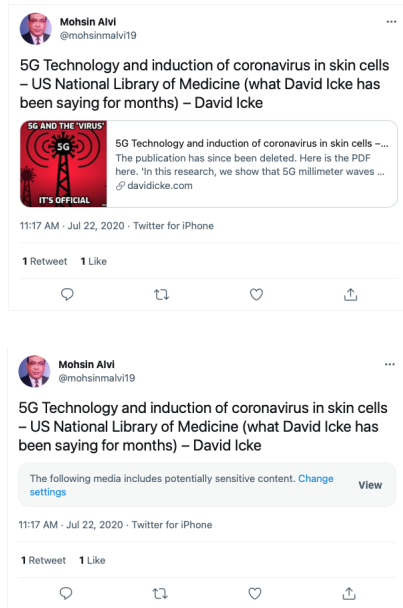 Mohsin Alvi
@mohsinmalvi19
5G Technology and induction of coronavirus in skin cells
– US National Library of Medicine (what David Icke has
been saying for months) – David Icke
5G AND THE 'VIRUS'
5G
IT'S OFFICIAL
5G Technology and induction of coronavirus in skin cells –...
The publication has since been deleted. Here is the PDF
here. 'In this research, we show that 5G millimeter waves ...
davidicke.com
11:17 AM · Jul 22, 2020 · Twitter for iPhone
1 Retweet 1 Like
Mohsin Alvi
@mohsinmalvi19
5G Technology and induction of coronavirus in skin cells
– US National Library of Medicine (what David Icke has
been saying for months) – David Icke
The following media includes potentially sensitive content. Change
settings
View
11:17 AM · Jul 22, 2020 · Twitter for iPhone
1 Retweet 1 Like